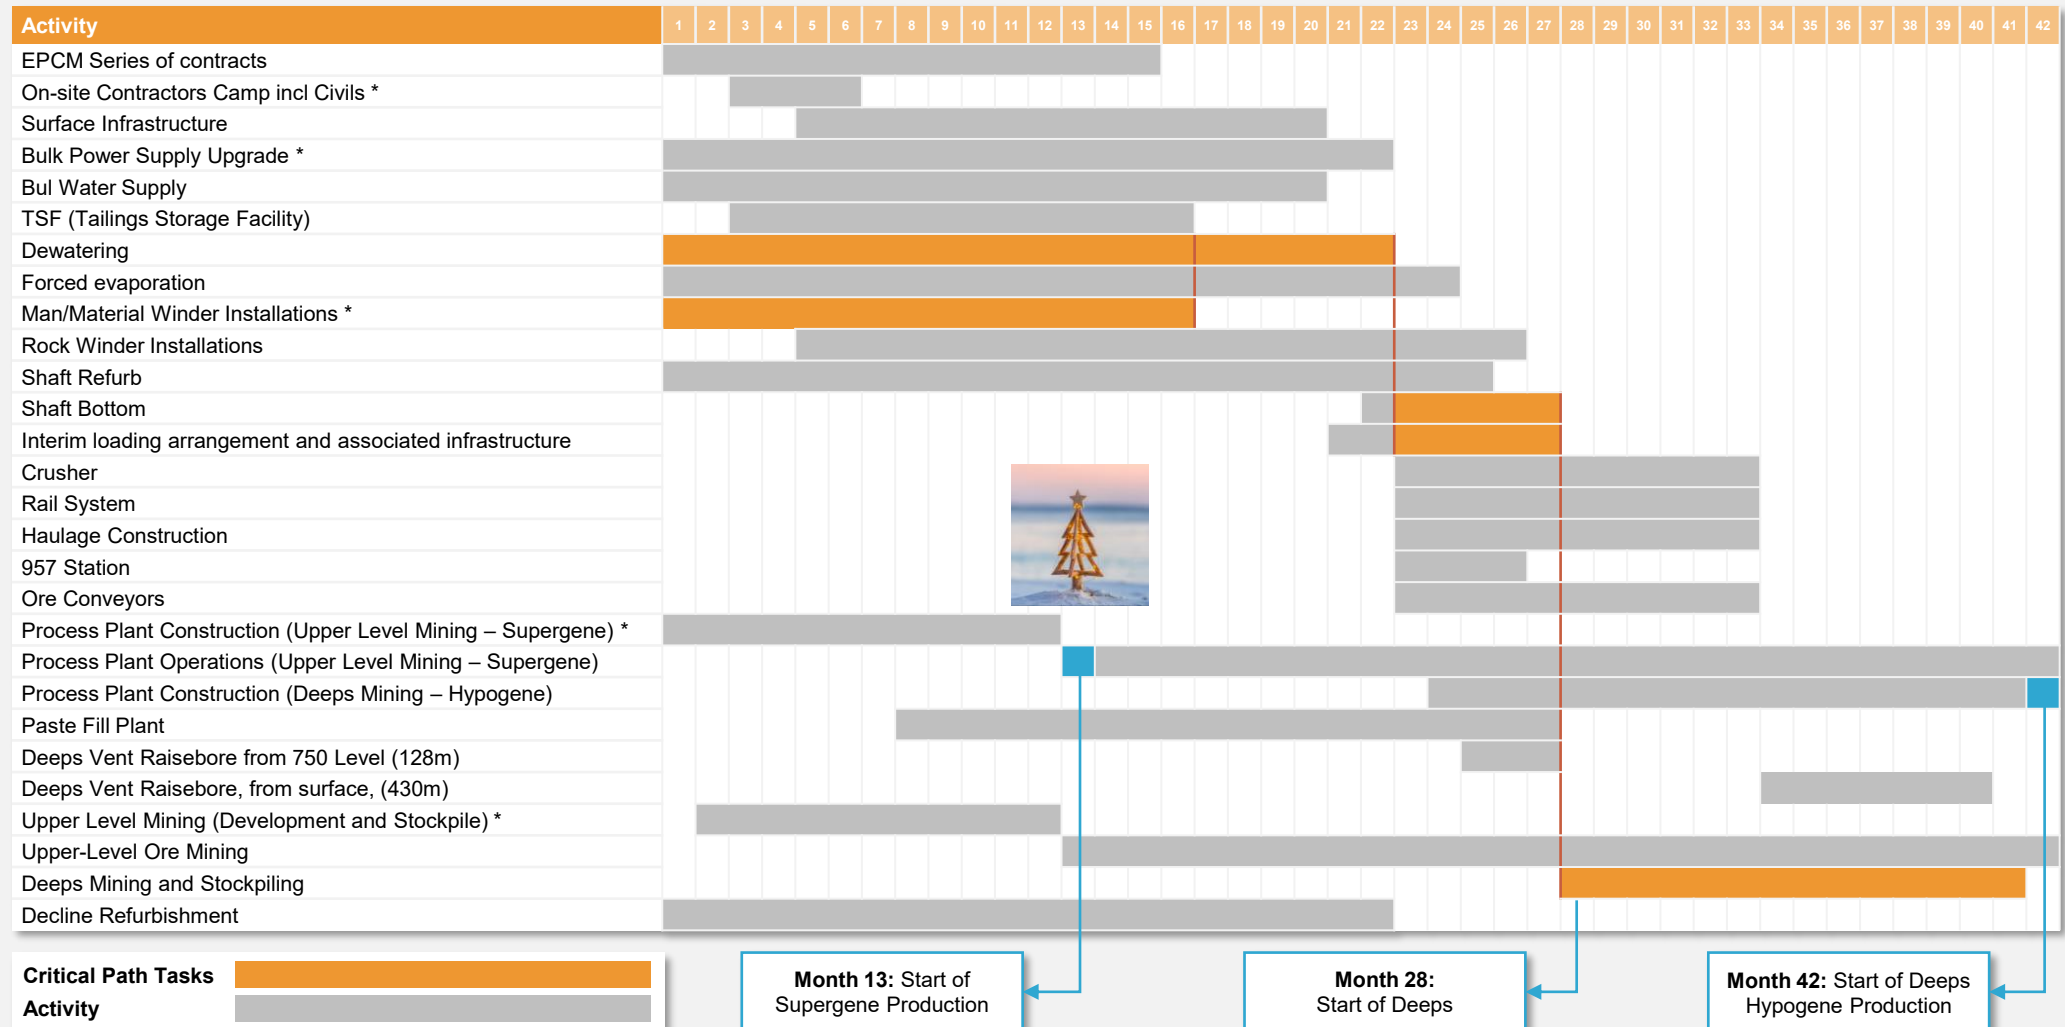 Activity 1 2 3 4 5 6 7 8 9 10 11 12 13 14 15 16 17 18 19 20 21 22 23 24 25 26 27 28 29 30 31 32 33 34 35 36 37 38 39 40 41 42
EPCM Series of contracts
On-site Contractors Camp incl Civils *
Surface Infrastructure
Bulk Power Supply Upgrade *
Bul Water Supply
TSF (Tailings Storage Facility)
Dewatering
Forced evaporation
Man/Material Winder Installations *
Rock Winder Installations
Shaft Refurb
Shaft Bottom
Interim loading arrangement and associated infrastructure
Crusher
Rail System
Haulage Construction
957 Station
Ore Conveyors
Process Plant Construction (Upper Level Mining – Supergene) *
Process Plant Operations (Upper Level Mining – Supergene)
Process Plant Construction (Deeps Mining – Hypogene)
Paste Fill Plant
Deeps Vent Raisebore from 750 Level (128m)
Deeps Vent Raisebore, from surface, (430m)
Upper Level Mining (Development and Stockpile) *
Upper-Level Ore Mining
Deeps Mining and Stockpiling
Decline Refurbishment
Critical Path Tasks
Activity
Month 13: Start of
Supergene Production
Month 28:
Start of Deeps
Month 42: Start of Deeps
Hypogene Production